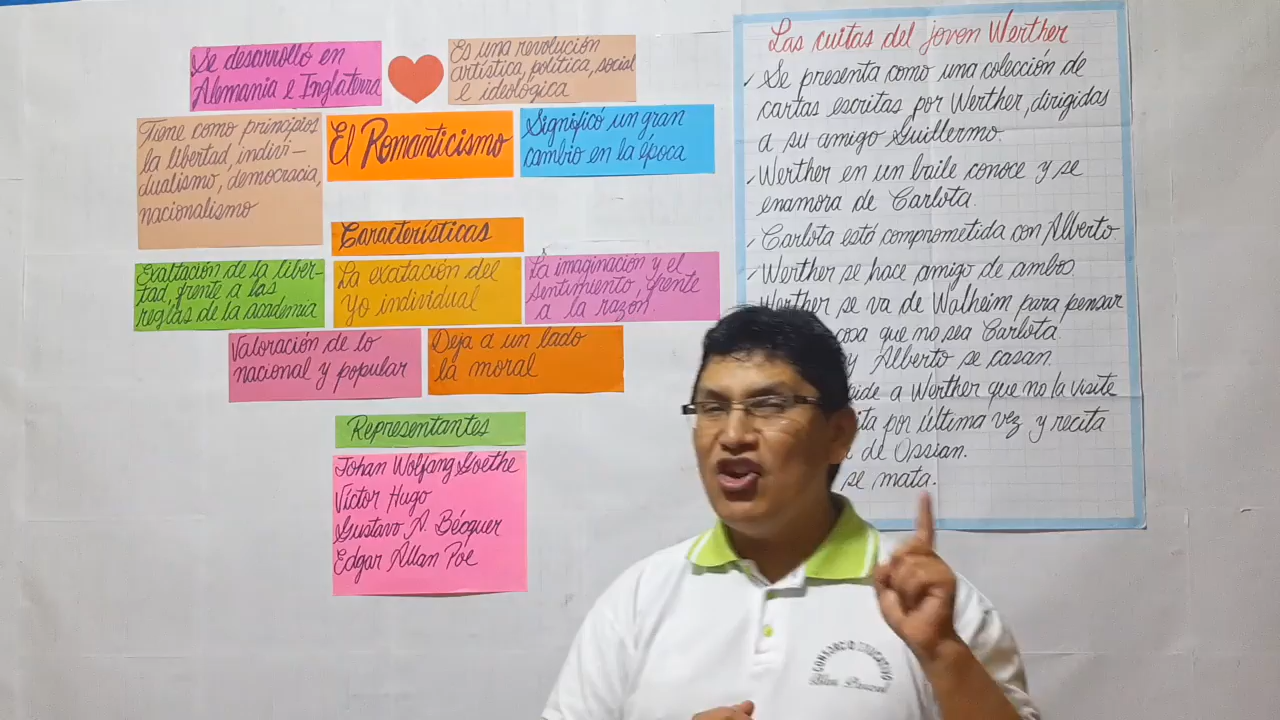 Se desarrolló en
Alemania e Inglaterra
Es una revolución
artística, política, social
e ideológica
Tiene como principios
la libertad, indivi-
dualismo, democracia,
nacionalismo
El Romanticismo
Significó un gran
cambio en la época
Características
Exaltación de la liber-
tad, frente a las
reglas de la academia
La exatación del
Yo individual
La imaginación y el
sentimiento, frente
a la razón.
Valoración de lo
nacional y popular
Deja a un lado
la moral
Representantes
Johan Wolfang Goethe
Víctor Hugo
Gustavo A. Bécquer
Edgar Allan Poe
Las cuitas del joven Werther
✓ Se presenta como una colección de
cartas escritas por Werther, dirigidas
a su amigo Guillermo.
✓ Werther en un baile conoce y se
enamora de Carlota.
✓ Carlota está comprometida con Alberto.
✓ Werther se hace amigo de ambos.
Werther se va de Walheim para pensar
cosa que no sea Carlota.
y Alberto se casan.
pide a Werther que no la visite
por última vez y recita
de Ossian.
se mata.
CONSORCIO EDUCATIVO